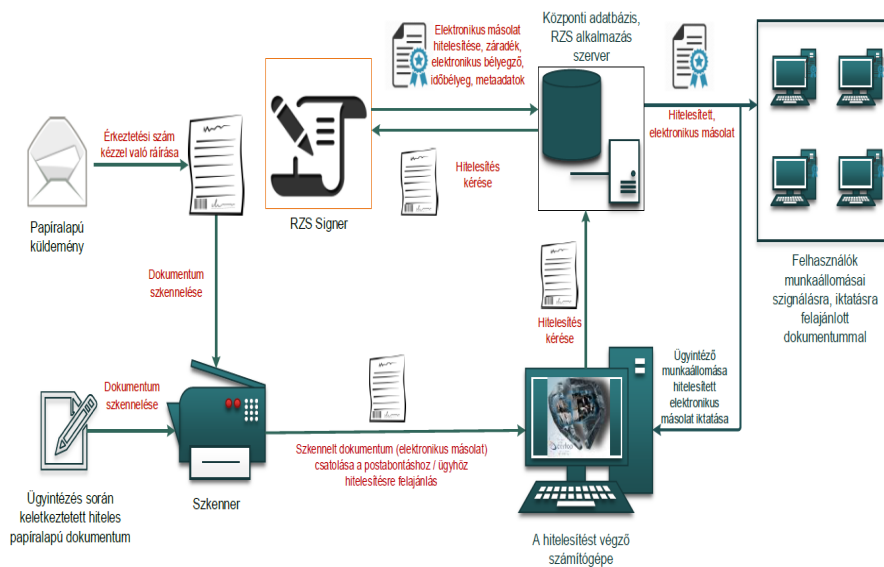 Elektronikus másolat
hitelesítése, záradék,
elektronikus bélyegző,
időbélyeg, metaadatok
Központi adatbázis,
RZS alkalmazás
szerver
Érkeztetési szám
kézzel való ráírása
Hitelesített,
elektronikus másolat
Hitelesítés
kérése
Papíralapú
küldemény
RZS Signer
Dokumentum
szkennelése
Felhasználók
munkaállomásai
szignálásra, iktatásra
felajánlott
dokumentummal
Hitelesítés
kérése
Ügyintéző
munkaállomása
hitelesített
elektronikus
másolat iktatása
Dokumentum
szkennelése
Szkennelt dokumentum (elektronikus másolat)
csatolása a postabontáshoz / ügyhöz
hitelesítésre felajánlás
Ügyintézés során
keletkeztetett hiteles
papíralapú dokumentum
Szkenner
A hitelesítést végző
számítógépe